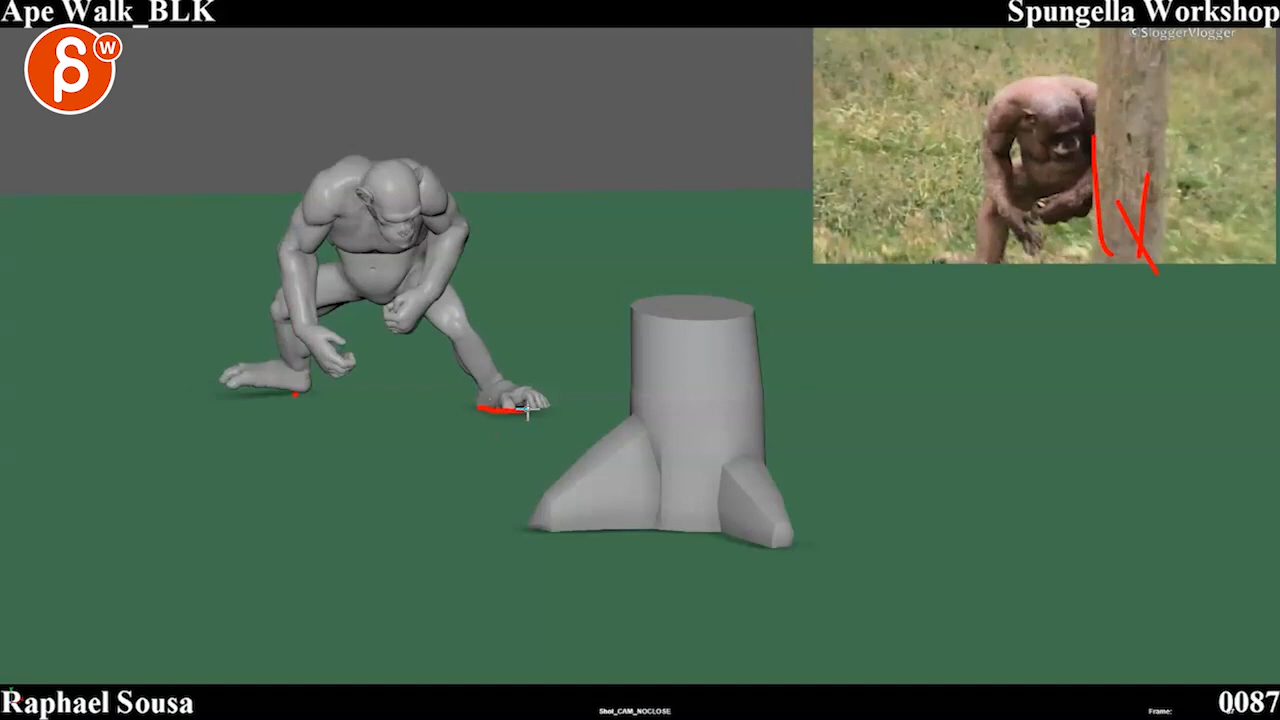 Ape Walk_BLK
Spungella Workshop
©SloggerVlogger
W
Raphael Sousa
Shot_CAM_NOCLOSE
Frame:
0087